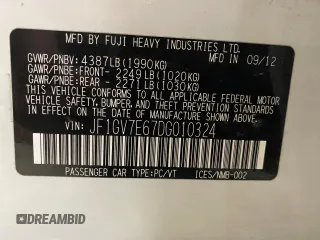 MFD BY FUJI HEAVY INDUSTRIES LTD.
GVWR/PNBV: 4387LB(1990KG) IN 09/12
GAWR/PNBE:FRONT- 2249LB(1020KG)
GAWR/PNBE:REAR - 2271LB(1030KG)
THIS VEHICLE CONFORMS TO ALL APPLICABLE
FEDERAL MOTOR VEHICLE SAFETY, BUMPER, AND
THEFT PREVENTION STANDARDS IN
EFFECT ON THE DATE OF MANUFACTURE SHOWN ABOVE.
VIN: JF1GV7E67DG010324
PASSENGER CAR TYPE:PC/VT ICES/NMB-002
© DREAMBID
DREAMBID.COM